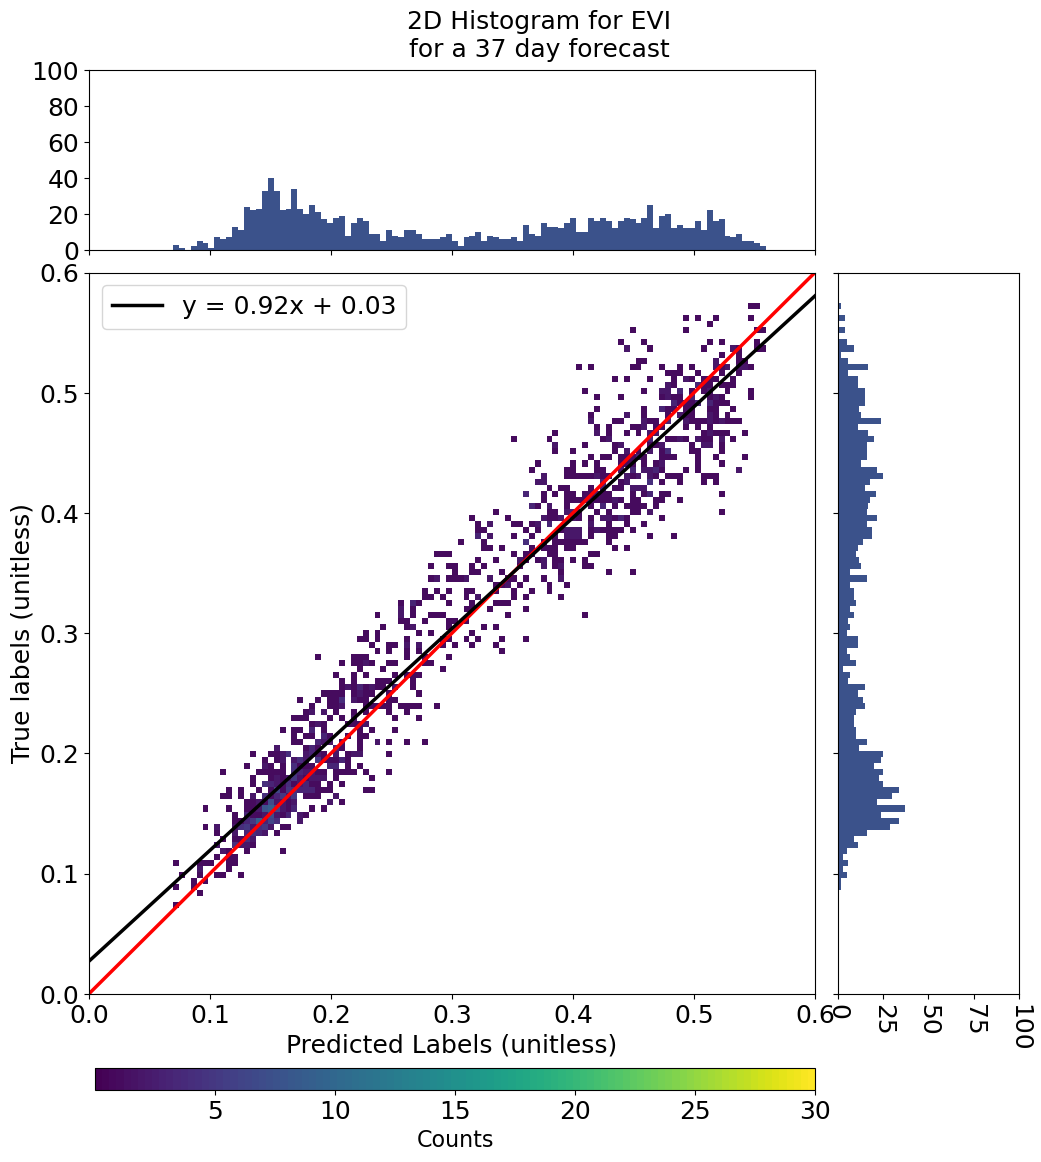 2D Histogram for EVI
for a 37 day forecast
100
80
60
40
20
0
0.6
0.5
0.4
0.3
0.2
0.1
0.0
True labels (unitless)
y = 0.92x + 0.03
0.0 0.1 0.2 0.3 0.4 0.5 0.6
Predicted Labels (unitless)
0 25 50 75 100
5 10 15 20 25 30
Counts